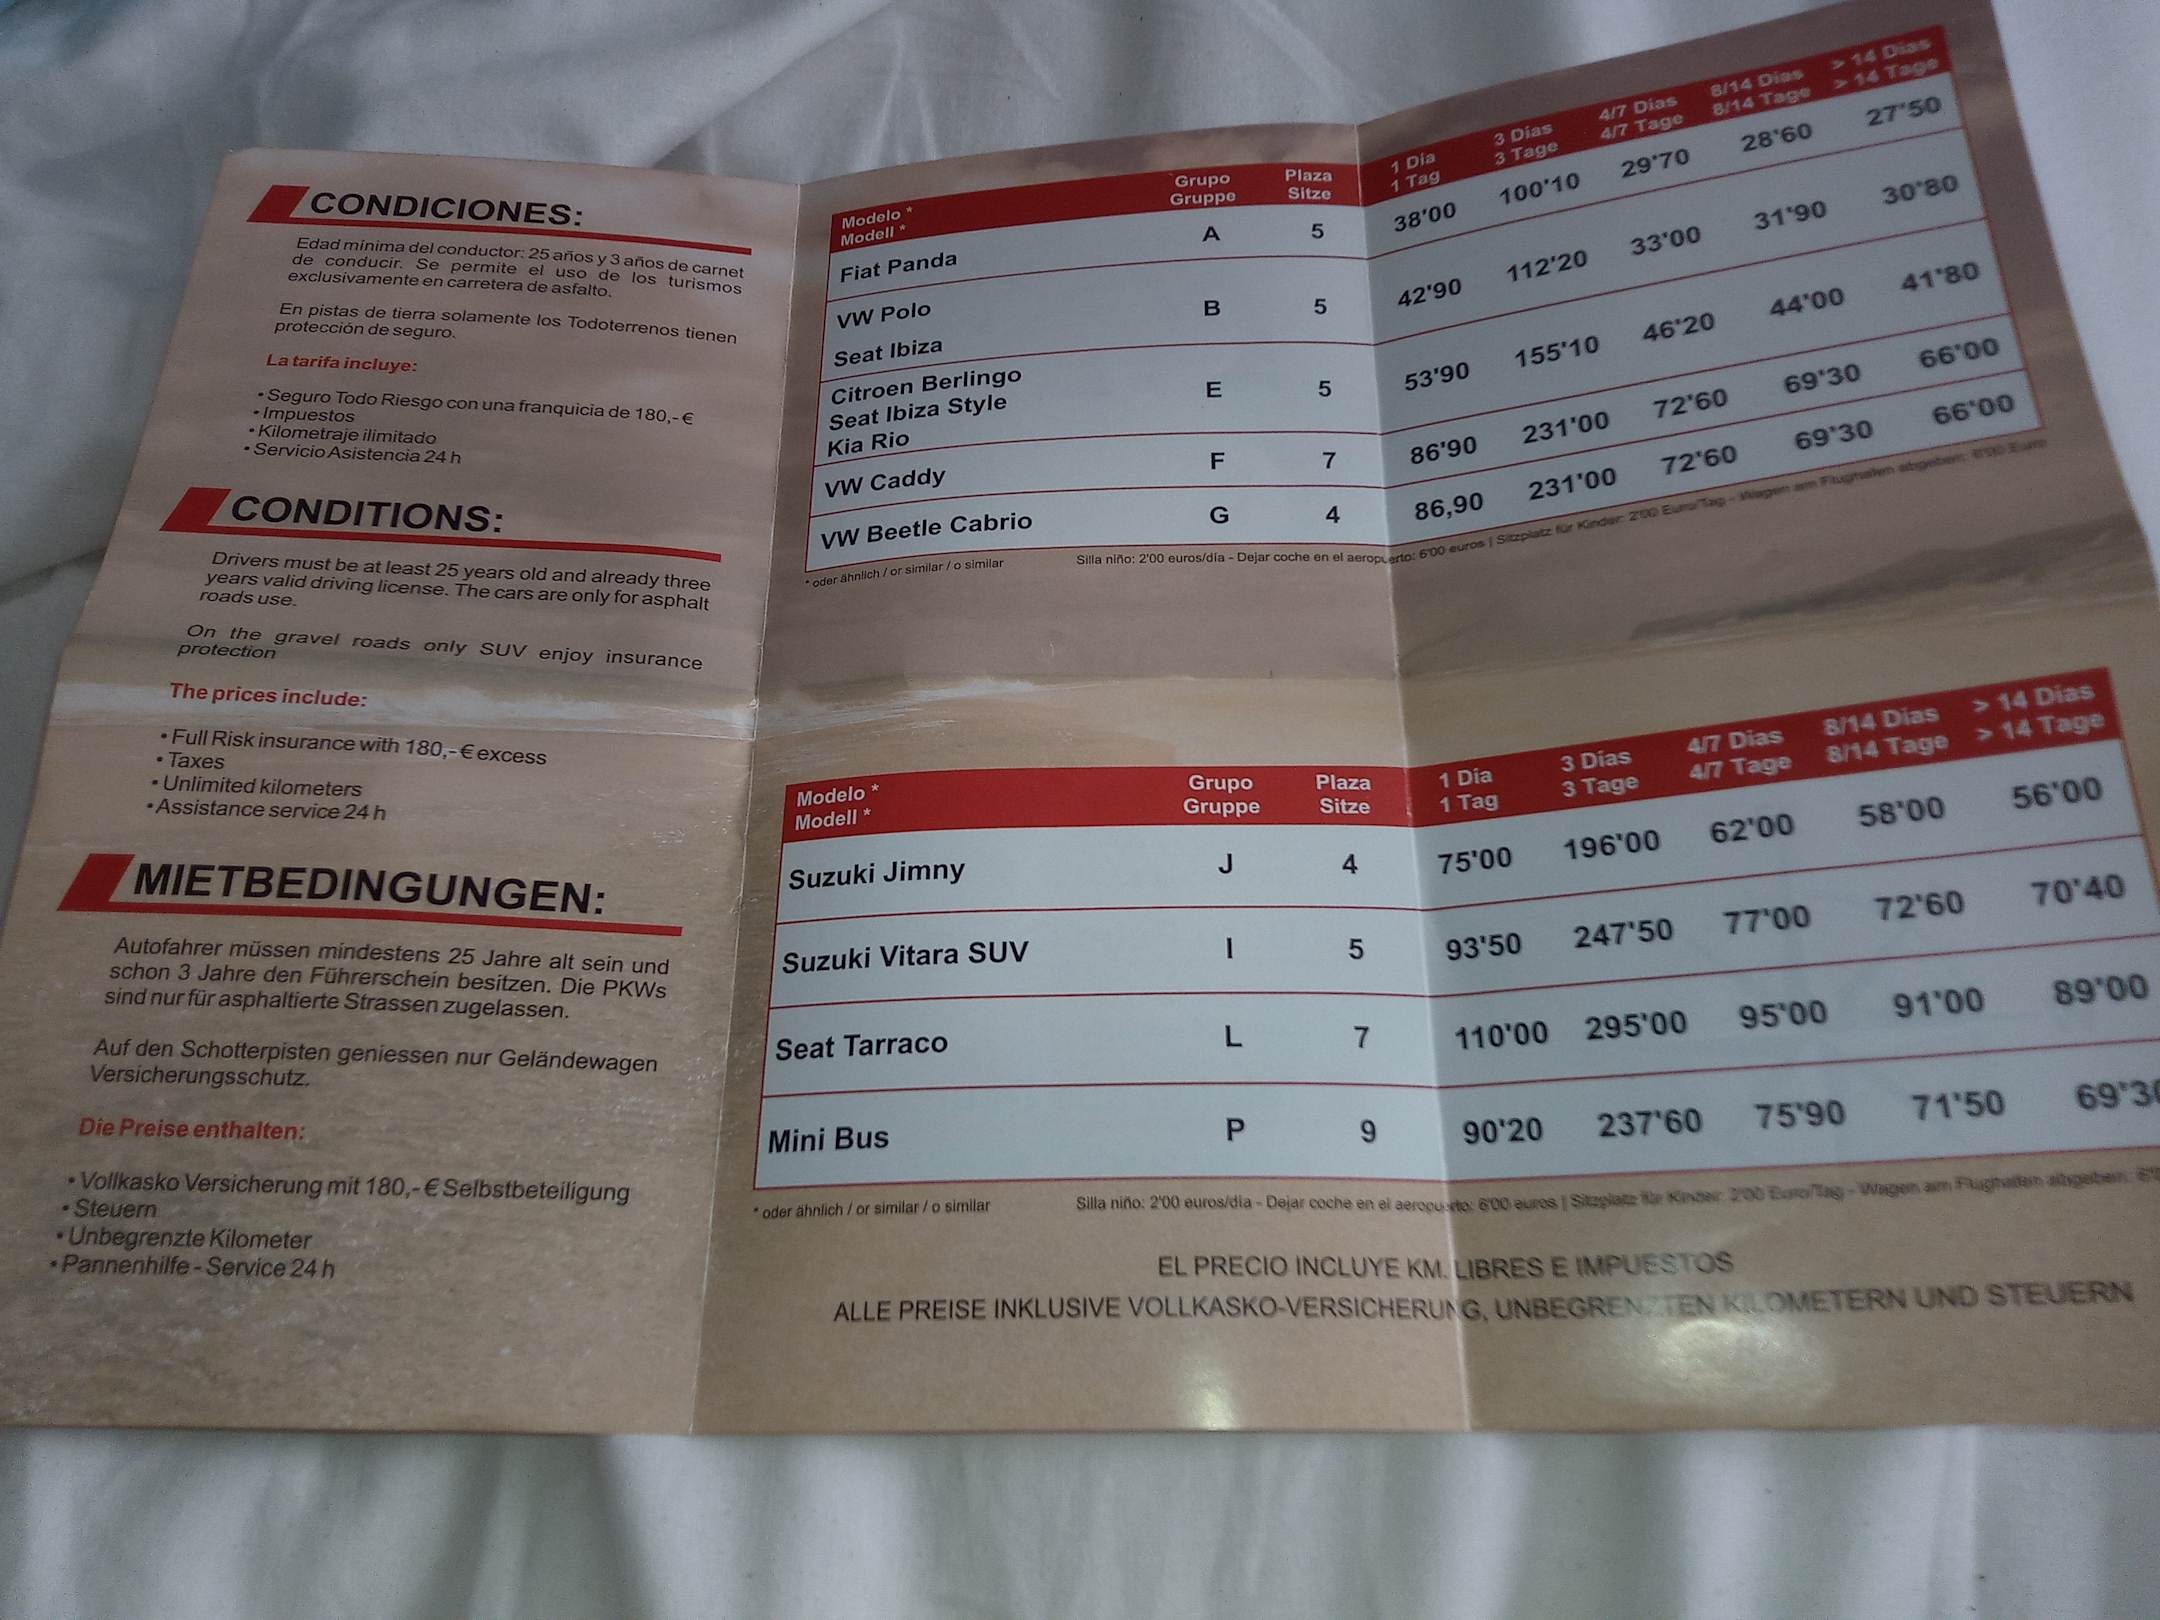 CONDICIONES:
Edad mínima del conductor: 25 años y 3 años de carnet
de conducir. Se permite el uso de los turismos
exclusivamente en carretera de asfalto.
En pistas de tierra solamente los Todoterrenos tienen
protección de seguro.
La tarifa incluye:
• Seguro Todo Riesgo con una franquicia de 180,- €
• Impuestos
• Kilometraje ilimitado
• Servicio Asistencia 24 h
CONDITIONS:
Drivers must be at least 25 years old and already three
years valid driving license. The cars are only for asphalt
roads use.
On the gravel roads only SUV enjoy insurance
protection
The prices include:
• Full Risk insurance with 180,- € excess
• Taxes
• Unlimited kilometers
• Assistance service 24 h
MIETBEDINGUNGEN:
Autofahrer müssen mindestens 25 Jahre alt sein und
schon 3 Jahre den Führerschein besitzen. Die PKWs
sind nur für asphaltierte Strassen zugelassen.
Auf den Schotterpisten geniessen nur Geländewagen
Versicherungsschutz.
Die Preise enthalten:
• Vollkasko Versicherung mit 180,- € Selbstbeteiligung
• Steuern
• Unbegrenzte Kilometer
• Pannenhilfe - Service 24 h
Modelo * Grupo Plaza 1 Día 3 Días 4/7 Días 8/14 Días > 14 Días
Modell * Gruppe Sitze 1 Tag 3 Tage 4/7 Tage 8/14 Tage > 14 Tage
Fiat Panda A 5 38'00 100'10 29'70 28'60 27'50
VW Polo B 5 42'90 112'20 33'00 31'90 30'80
Seat Ibiza
Citroen Berlingo
Seat Ibiza Style E 5 53'90 155'10 46'20 44'00 41'80
Kia Rio
VW Caddy F 7 86'90 231'00 72'60 69'30 66'00
VW Beetle Cabrio G 4 86,90 231'00 72'60 69'30 66'00
* oder ähnlich / or similar / o similar Silla niño: 2'00 euros/día - Dejar coche en el aeropuerto: 6'00 euros | Sitzplatz für Kinder: 2'00 Euro/Tag - Wagen am Flughafen abgeben: 6'00 Euro
Modelo * Grupo Plaza 1 Día 3 Días 4/7 Días 8/14 Días > 14 Días
Modell * Gruppe Sitze 1 Tag 3 Tage 4/7 Tage 8/14 Tage > 14 Tage
Suzuki Jimny J 4 75'00 196'00 62'00 58'00 56'00
Suzuki Vitara SUV I 5 93'50 247'50 77'00 72'60 70'40
Seat Tarraco L 7 110'00 295'00 95'00 91'00 89'00
Mini Bus P 9 90'20 237'60 75'90 71'50 69'30
* oder ähnlich / or similar / o similar Silla niño: 2'00 euros/día - Dejar coche en el aeropuerto: 6'00 euros | Sitzplatz für Kinder: 2'00 Euro/Tag - Wagen am Flughafen abgeben:
EL PRECIO INCLUYE KM. LIBRES E IMPUESTOS
ALLE PREISE INKLUSIVE VOLLKASKO-VERSICHERUNG, UNBEGRENZTEN KILOMETERN UND STEUERN